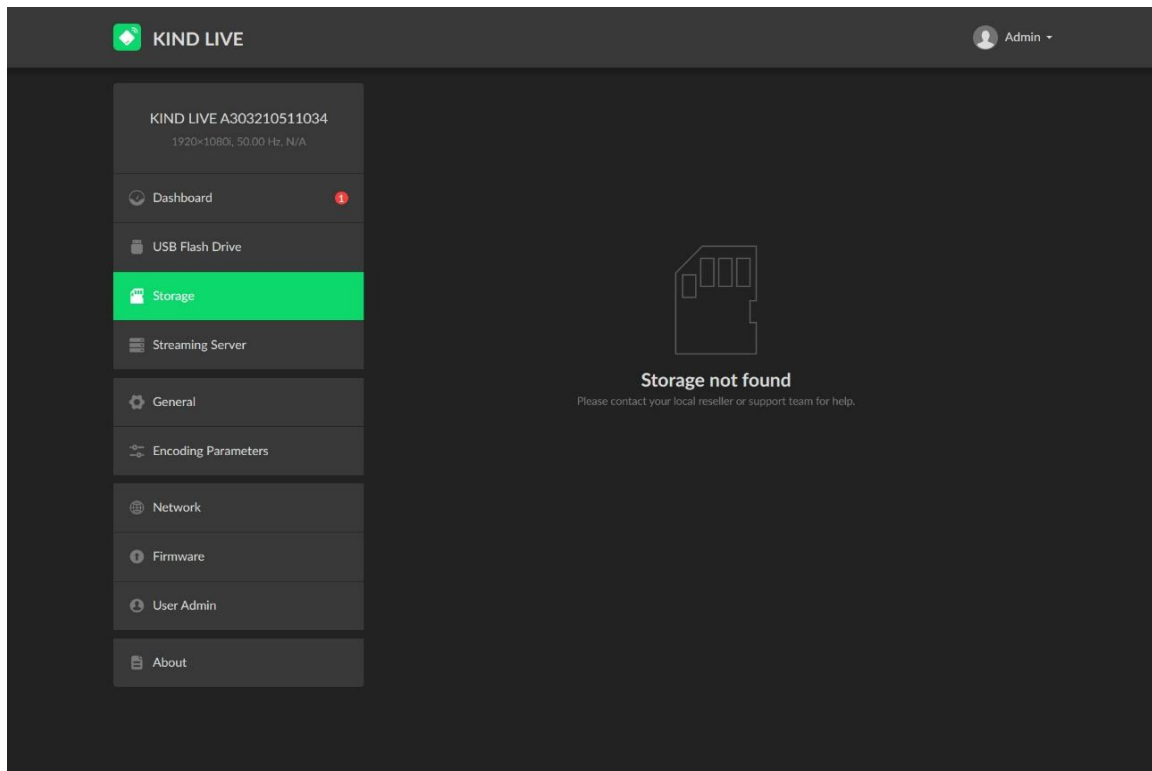 KIND LIVE
Admin
KIND LIVE A303210511034
1920×1080i, 50.00 Hz, N/A
Dashboard
1
USB Flash Drive
Storage
Streaming Server
General
Encoding Parameters
Network
Firmware
User Admin
About
Storage not found
Please contact your local reseller or support team for help.